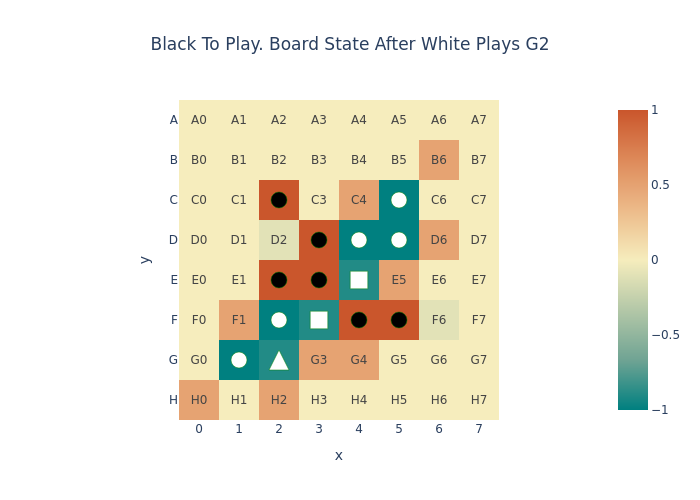 Black To Play. Board State After White Plays G2
A A0 A1 A2 A3 A4 A5 A6 A7
B B0 B1 B2 B3 B4 B5 B6 B7
C C0 C1 C3 C4 C6 C7
D D0 D1 D2 D6 D7
E E0 E1 E5 E6 E7
F F0 F1 F6 F7
G G0 G3 G4 G5 G6 G7
H H0 H1 H2 H3 H4 H5 H6 H7
0 1 2 3 4 5 6 7
x
y
1
0.5
0
−0.5
−1